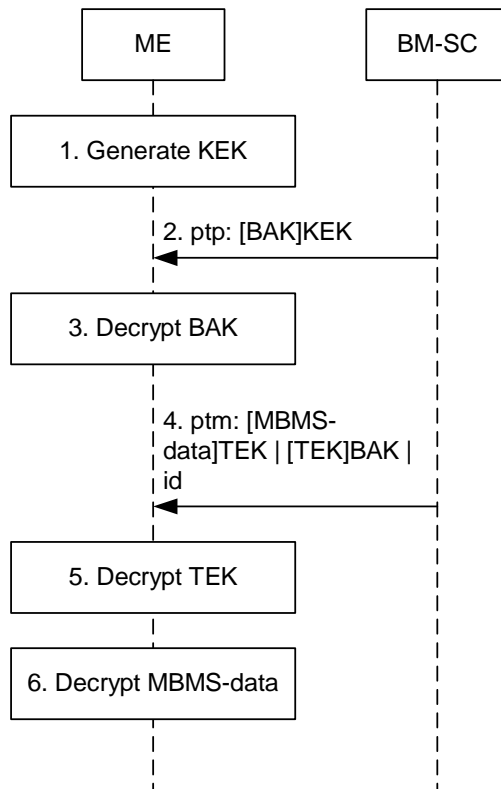 ME
BM-SC
1. Generate KEK
2. ptp: [BAK]KEK
3. Decrypt BAK
4. ptm: [MBMS-
data]TEK | [TEK]BAK |
id
5. Decrypt TEK
6. Decrypt MBMS-data